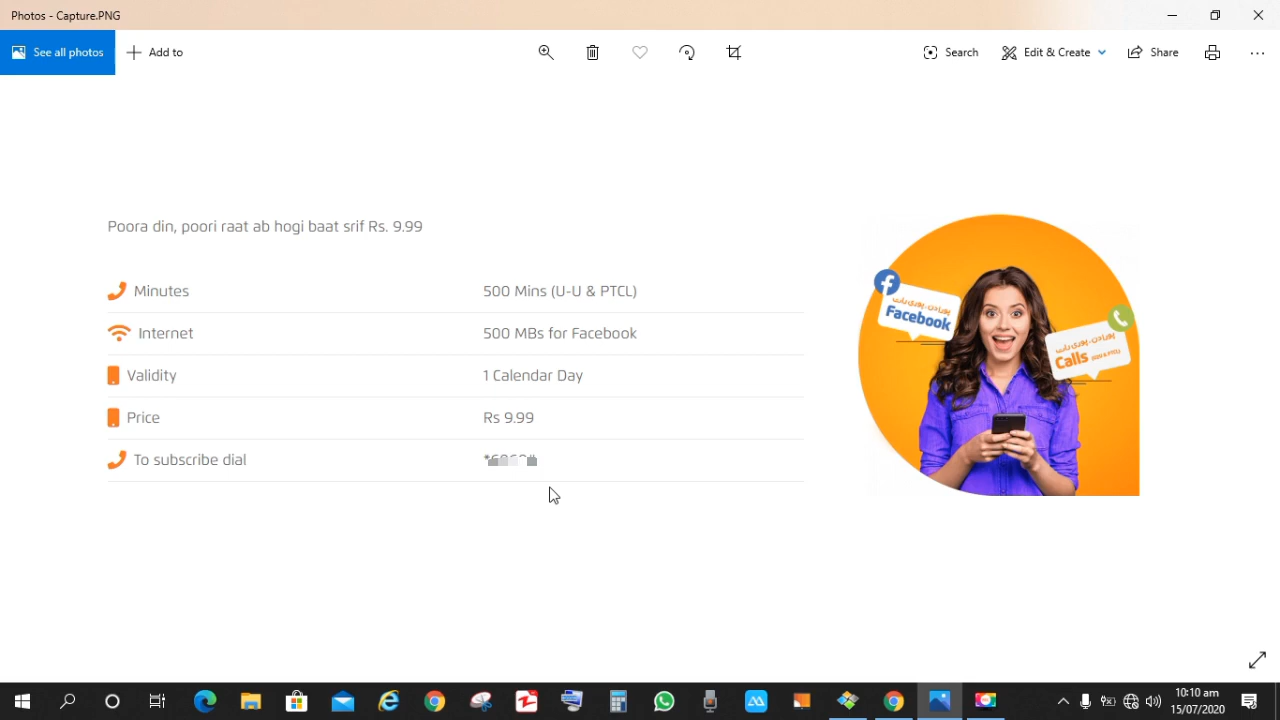 Photos - Capture.PNG
See all photos
Add to
Search
Edit & Create
Share
Poora din, poori raat ab hogi baat srif Rs. 9.99
Minutes 500 Mins (U-U & PTCL)
Internet 500 MBs for Facebook
Validity 1 Calendar Day
Price Rs 9.99
To subscribe dial
Facebook
Calls
10:10 am
15/07/2020